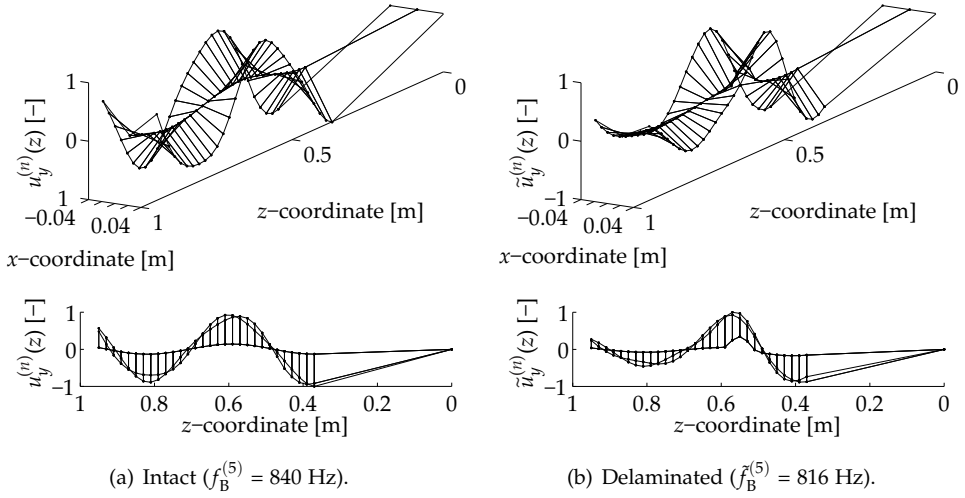 1
0
1
−0.04
0.04
u_y^(n)(z) [−]
x−coordinate [m]
1
0.5
0
z−coordinate [m]
1
0
1
−0.04
0.04
ũ_y^(n)(z) [−]
x−coordinate [m]
1
0.5
0
z−coordinate [m]
u_y^(n)(z) [−]
1
0
−1
1 0.8 0.6 0.4 0.2 0
z−coordinate [m]
ũ_y^(n)(z) [−]
1
0
−1
1 0.8 0.6 0.4 0.2 0
z−coordinate [m]
(a) Intact (f_B^(5) = 840 Hz).
(b) Delaminated (f̃_B^(5) = 816 Hz).